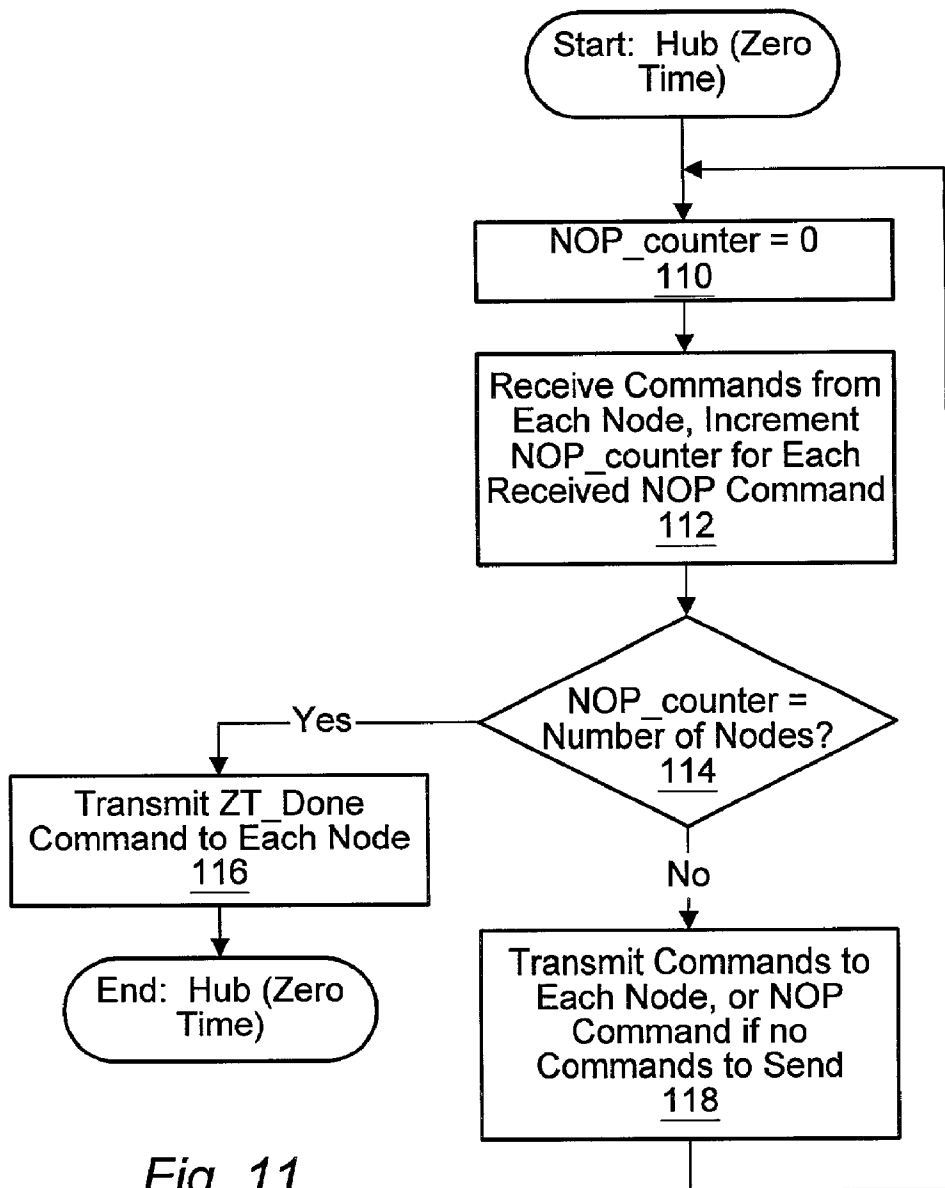 Start: Hub (Zero
Time)
NOP_counter = 0
110
Receive Commands from
Each Node, Increment
NOP_counter for Each
Received NOP Command
112
NOP_counter =
Number of Nodes?
114
Yes
Transmit ZT_Done
Command to Each Node
116
End: Hub (Zero
Time)
No
Transmit Commands to
Each Node, or NOP
Command if no
Commands to Send
118
Fig. 11